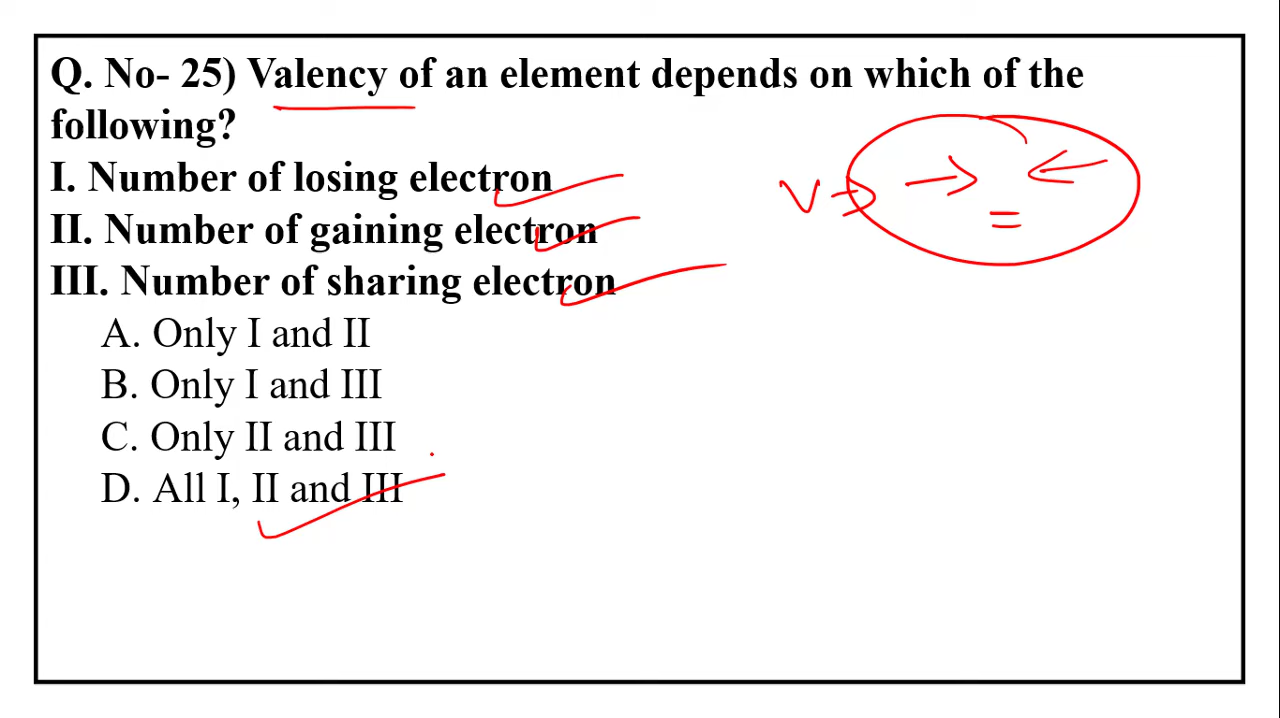 Q. No- 25) Valency of an element depends on which of the
following?
I. Number of losing electron
II. Number of gaining electron
III. Number of sharing electron
A. Only I and II
B. Only I and III
C. Only II and III
D. All I, II and III
V ⇒ → ← =